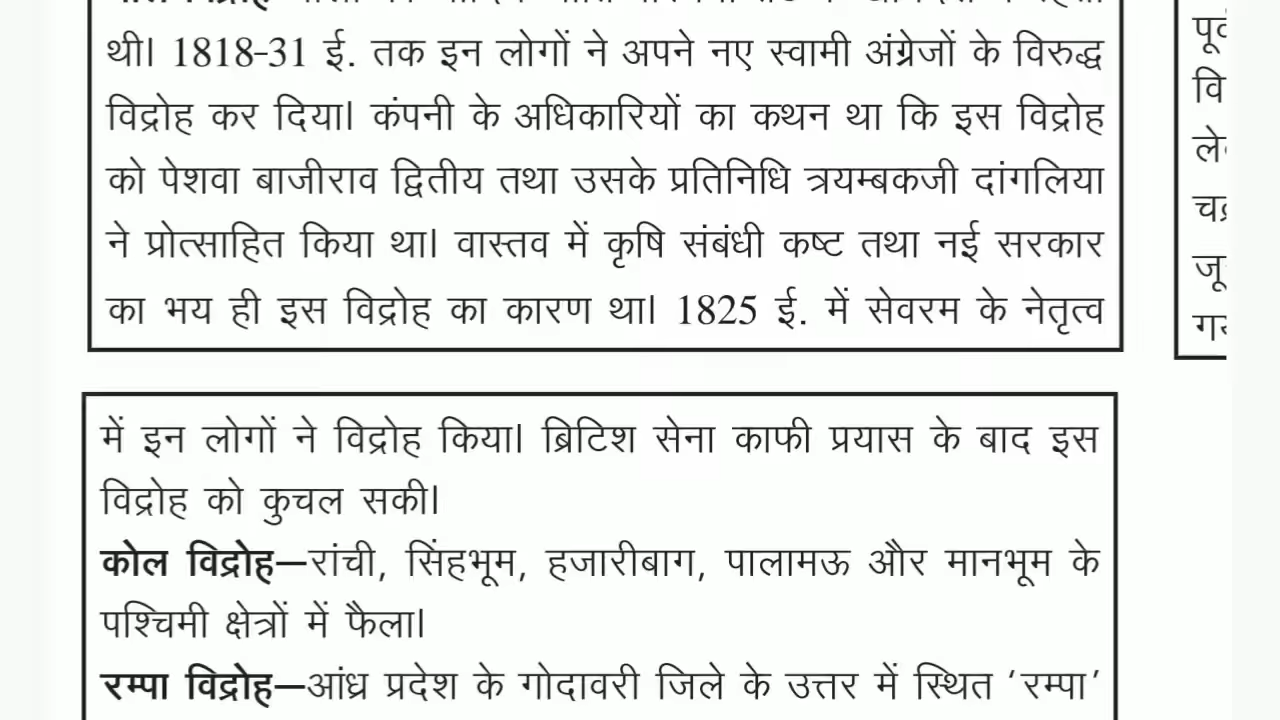 थी। 1818-31 ई. तक इन लोगों ने अपने नए स्वामी अंग्रेजों के विरुद्ध
विद्रोह कर दिया। कंपनी के अधिकारियों का कथन था कि इस विद्रोह
को पेशवा बाजीराव द्वितीय तथा उसके प्रतिनिधि त्रयम्बकजी दांगलिया
ने प्रोत्साहित किया था। वास्तव में कृषि संबंधी कष्ट तथा नई सरकार
का भय ही इस विद्रोह का कारण था। 1825 ई. में सेवरम के नेतृत्व
में इन लोगों ने विद्रोह किया। ब्रिटिश सेना काफी प्रयास के बाद इस
विद्रोह को कुचल सकी।
कोल विद्रोह—रांची, सिंहभूम, हजारीबाग, पालामऊ और मानभूम के
पश्चिमी क्षेत्रों में फैला।
रम्पा विद्रोह—आंध्र प्रदेश के गोदावरी जिले के उत्तर में स्थित ’रम्पा’